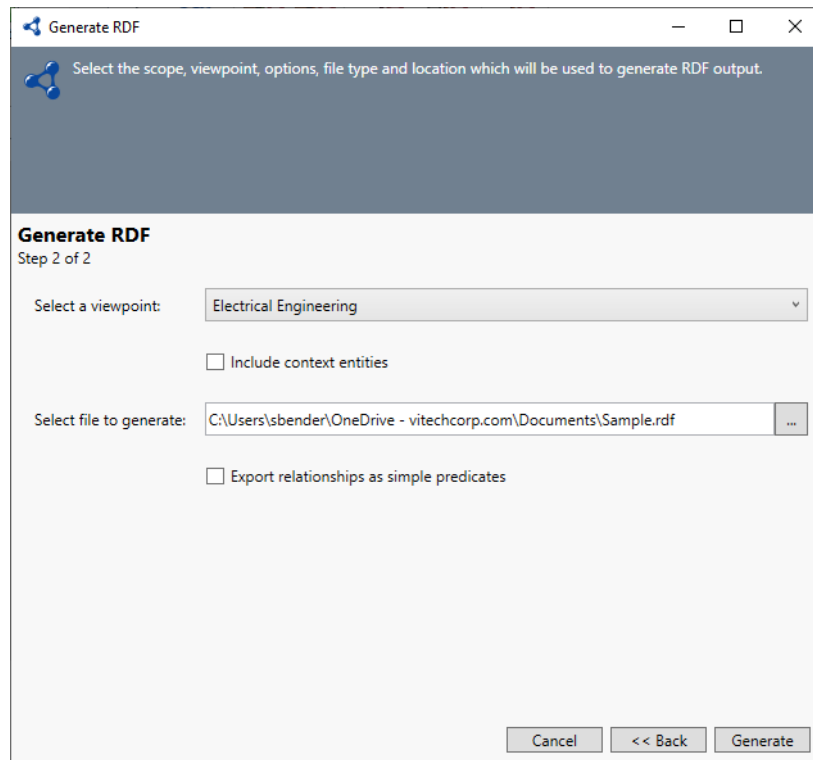 Generate RDF
Select the scope, viewpoint, options, file type and location which will be used to generate RDF output.
Generate RDF
Step 2 of 2
Select a viewpoint: Electrical Engineering
Include context entities
Select file to generate: C:\Users\sbender\OneDrive - vitechcorp.com\Documents\Sample.rdf ...
Export relationships as simple predicates
Cancel << Back Generate